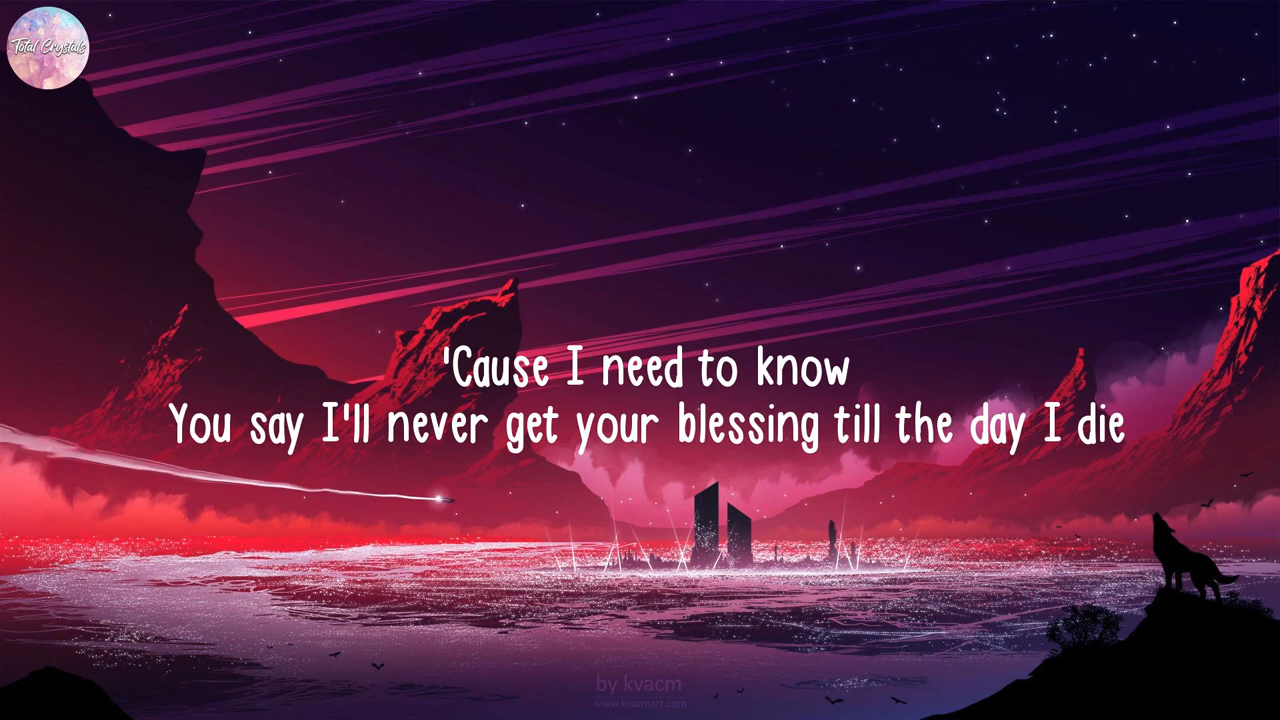 Total Crystals
'Cause I need to know
You say I'll never get your blessing till the day I die
by kvacm
www.kvacmart.com